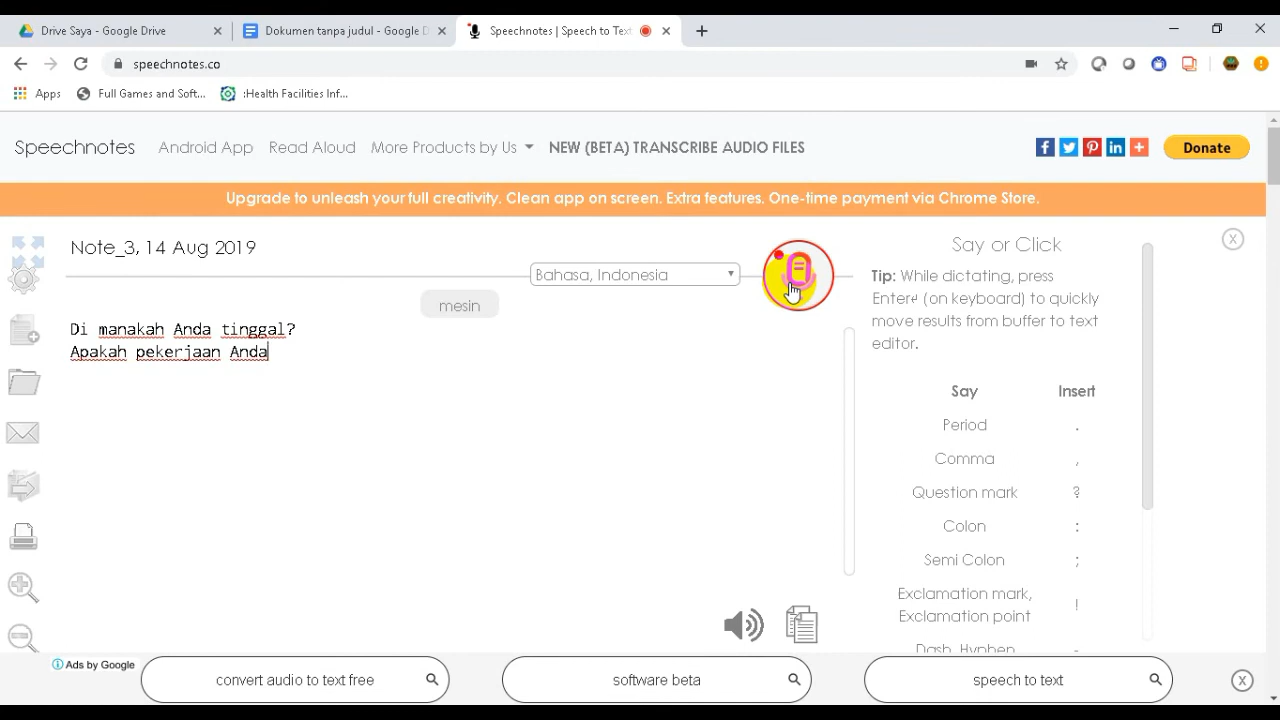 Drive Saya - Google Drive
Dokumen tanpa judul - Google D
Speechnotes | Speech to Text
speechnotes.co
Apps
Full Games and Soft...
:Health Facilities Inf...
Speechnotes
Android App
Read Aloud
More Products by Us
NEW (BETA) TRANSCRIBE AUDIO FILES
Donate
Upgrade to unleash your full creativity. Clean app on screen. Extra features. One-time payment via Chrome Store.
Note_3, 14 Aug 2019
Bahasa, Indonesia
mesin
Di manakah Anda tinggal?
Apakah pekerjaan Anda
Say or Click
Tip: While dictating, press
Enter↵ (on keyboard) to quickly
move results from buffer to text
editor.
Say Insert
Period .
Comma ,
Question mark ?
Colon :
Semi Colon ;
Exclamation mark,
Exclamation point !
Dash, Hyphen -
Ads by Google
convert audio to text free
software beta
speech to text